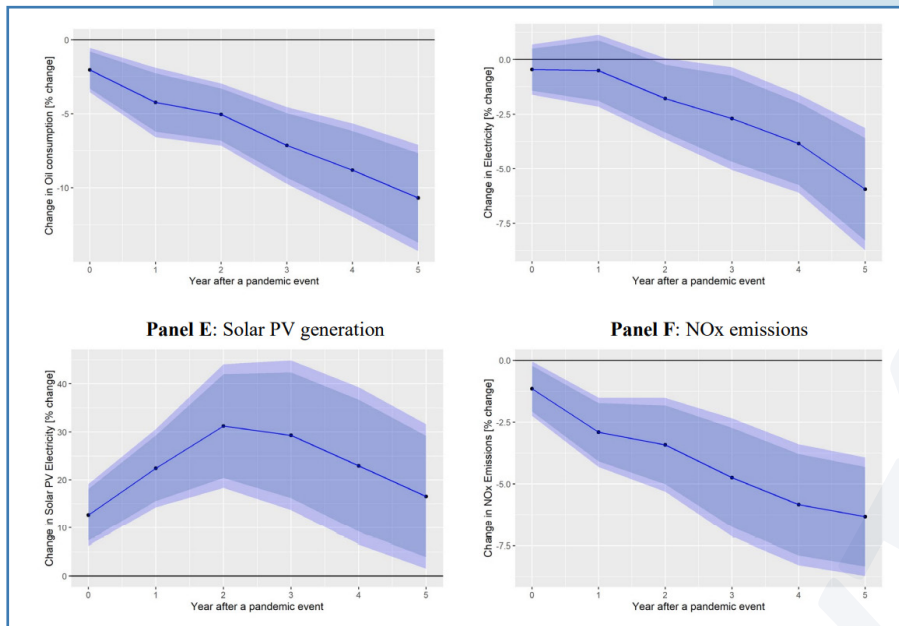 Change in Oil consumption [% change]
0
-5
-10
0 1 2 3 4 5
Year after a pandemic event
Change in Electricity [% change]
0.0
-2.5
-5.0
-7.5
0 1 2 3 4 5
Year after a pandemic event
Panel E: Solar PV generation
Change in Solar PV Electricity [% change]
40
30
20
10
0
0 1 2 3 4 5
Year after a pandemic event
Panel F: NOx emissions
Change in NOx Emissions [% change]
0.0
-2.5
-5.0
-7.5
0 1 2 3 4 5
Year after a pandemic event